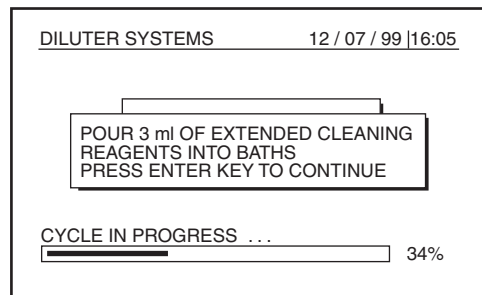 DILUTER SYSTEMS 12 / 07 / 99 |16:05
POUR 3 ml OF EXTENDED CLEANING
REAGENTS INTO BATHS
PRESS ENTER KEY TO CONTINUE
CYCLE IN PROGRESS ...
34%